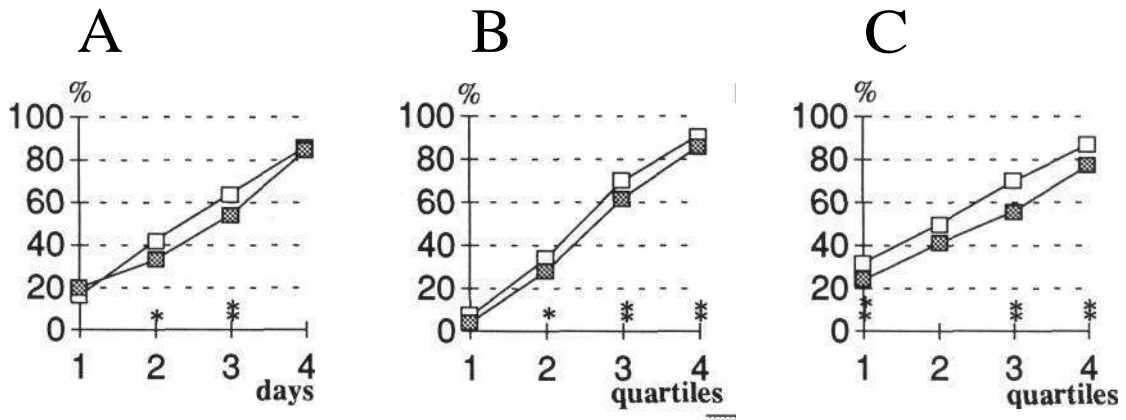 A B C
% % %
100 100 100
80 80 80
60 60 60
40 40 40
20 20 20
* ** * ** ** ** ** **
0 0 0
1 2 3 4 1 2 3 4 1 2 3 4
days quartiles quartiles